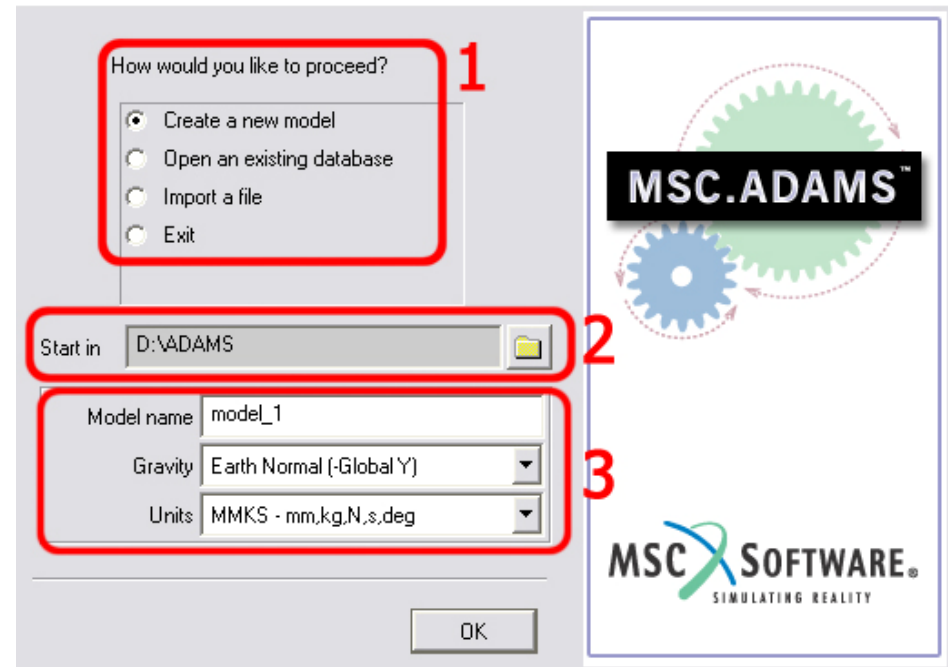 How would you like to proceed?
1
Create a new model
Open an existing database
Import a file
Exit
Start in D:\ADAMS
2
Model name model_1
Gravity Earth Normal (-Global Y)
Units MMKS - mm,kg,N,s,deg
3
OK
MSC.ADAMS™
MSC SOFTWARE®
SIMULATING REALITY